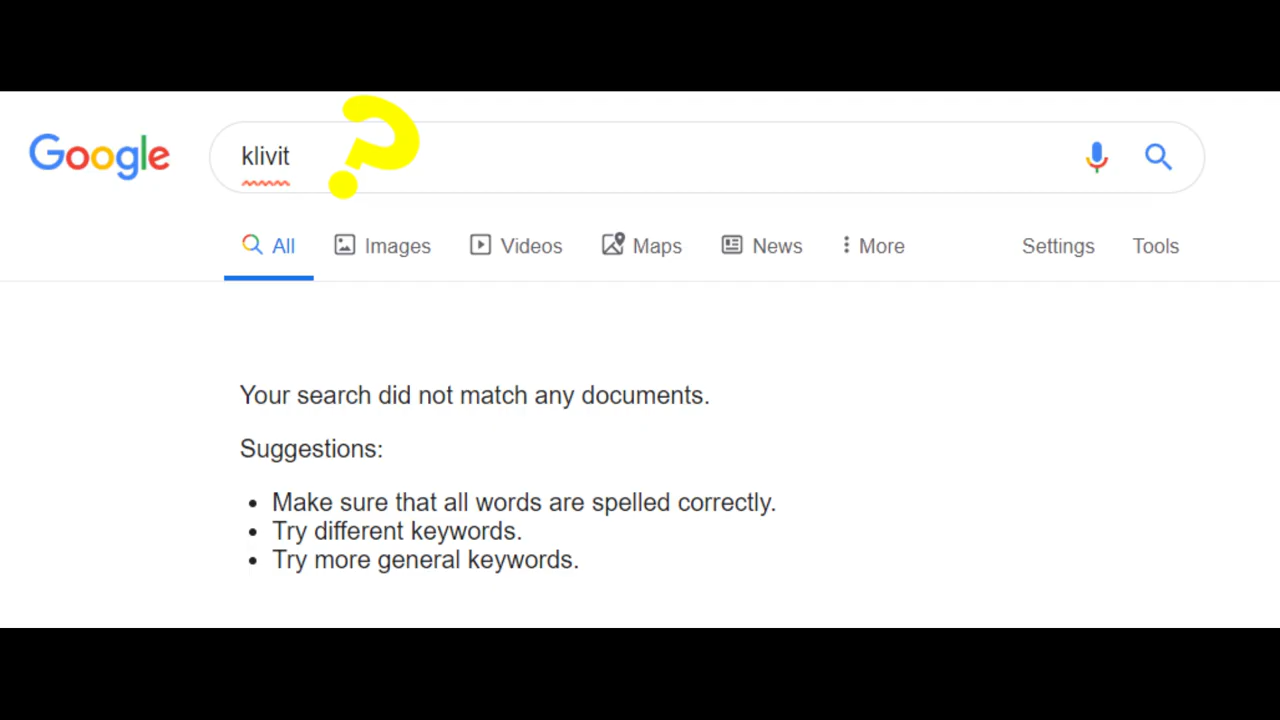 Google klivit ?
All Images Videos Maps News More Settings Tools
Your search did not match any documents.
Suggestions:
• Make sure that all words are spelled correctly.
• Try different keywords.
• Try more general keywords.